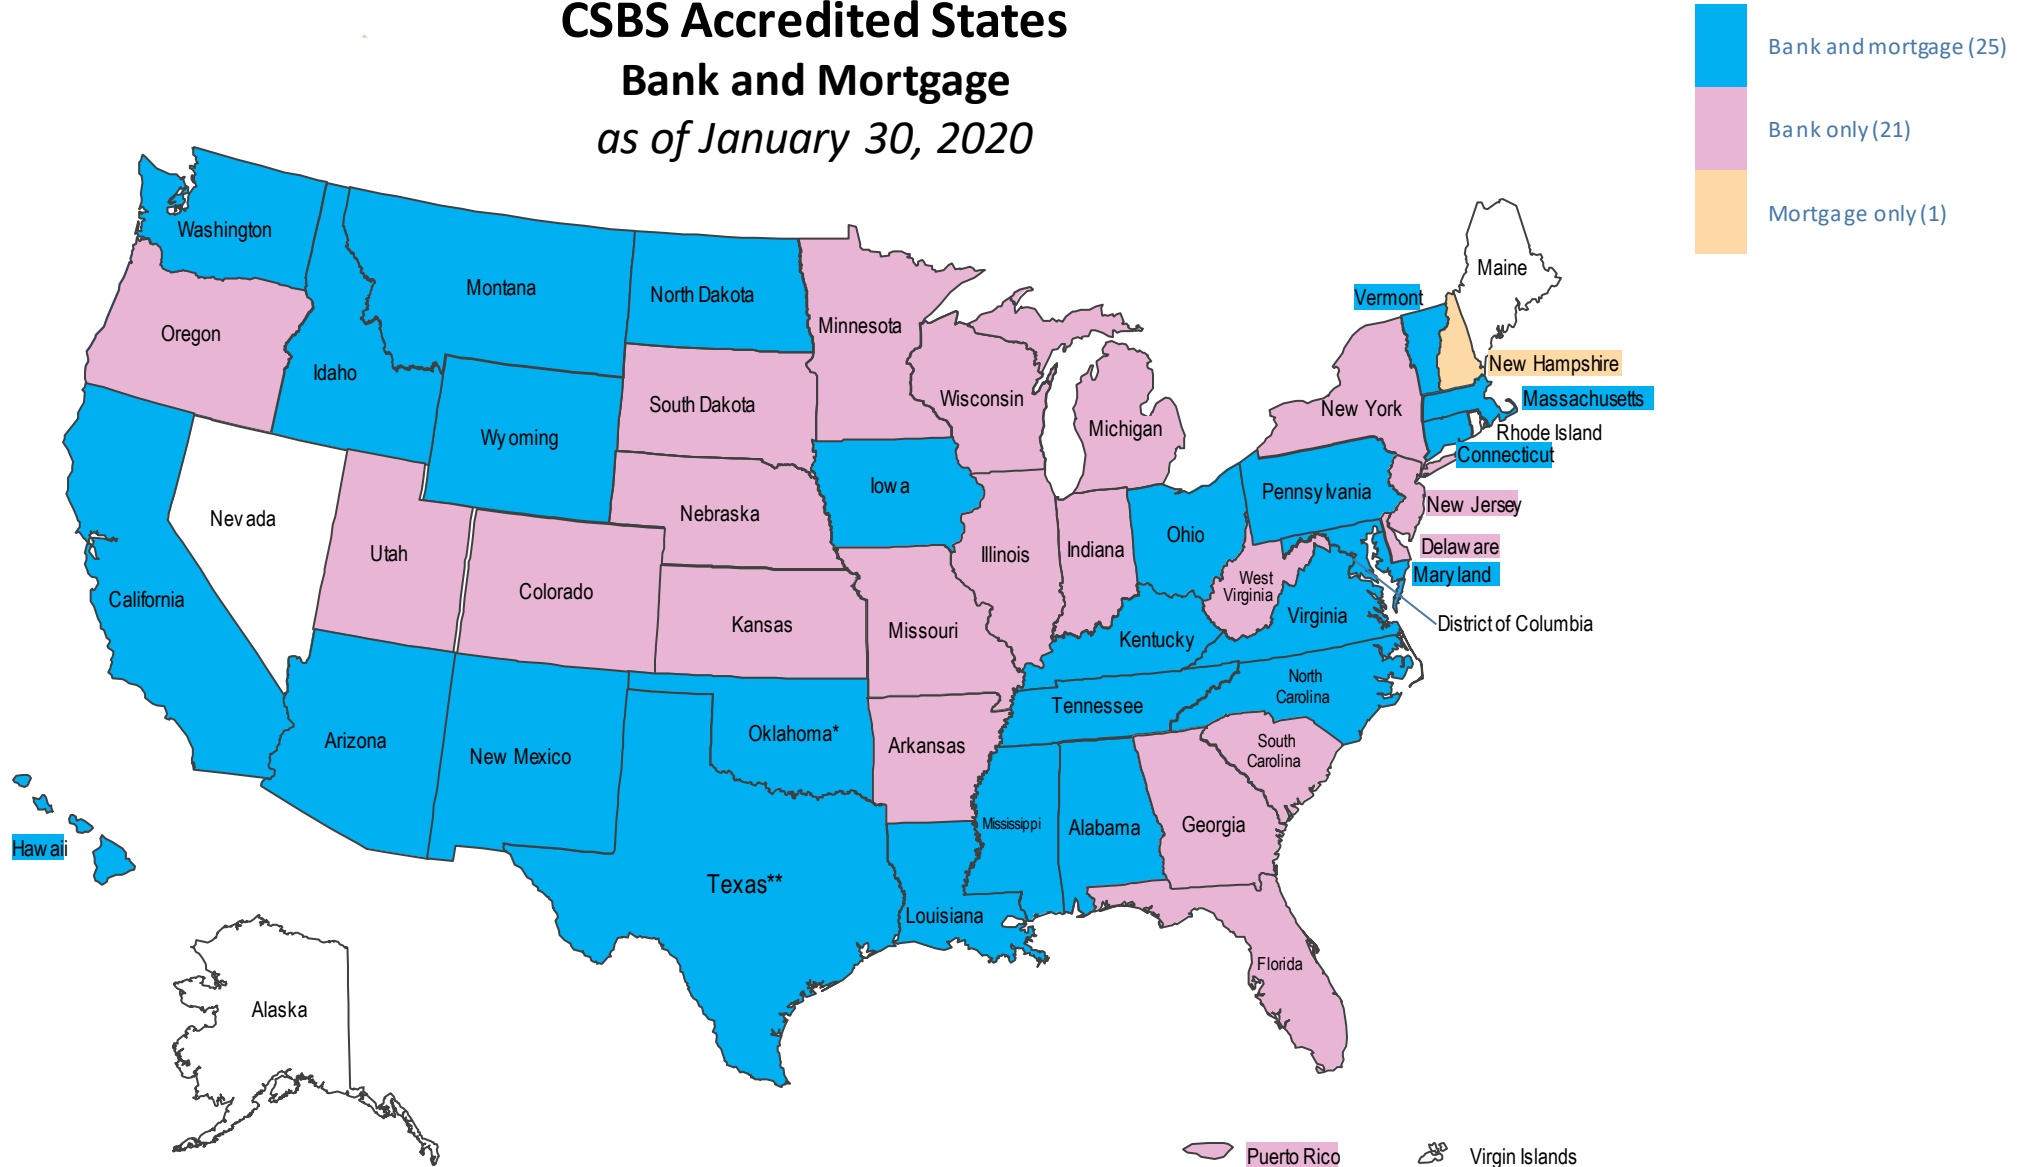 CSBS Accredited States
Bank and Mortgage
as of January 30, 2020
Bank and mortgage (25)
Bank only (21)
Mortgage only (1)
Washington
Oregon
Idaho
Montana
North Dakota
Minnesota
Wisconsin
Michigan
South Dakota
Wyoming
Nebraska
Iowa
Nevada
Utah
Colorado
California
Kansas
Missouri
Illinois
Indiana
Ohio
Kentucky
West
Virginia
Virginia
Pennsylvania
New York
Vermont
Maine
New Hampshire
Massachusetts
Rhode Island
Connecticut
New Jersey
Delaware
Maryland
District of Columbia
Tennessee
North
Carolina
South
Carolina
Arizona
New Mexico
Oklahoma*
Arkansas
Texas**
Louisiana
Mississippi
Alabama
Georgia
Florida
Hawaii
Alaska
Puerto Rico
Virgin Islands